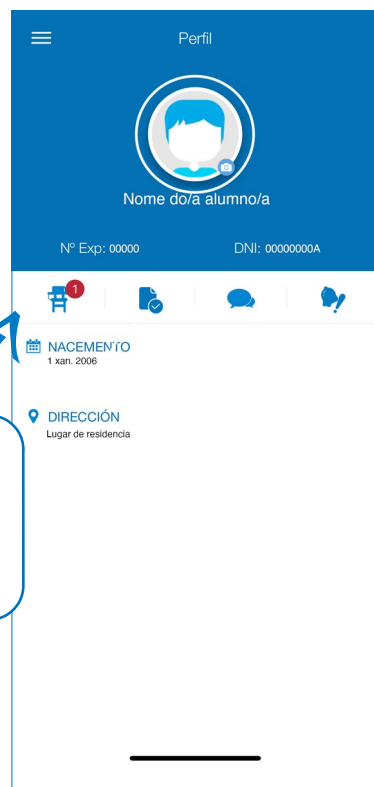 Perfil
Nome do/a alumno/a
Nº Exp: 00000 DNI: 00000000A
1
NACEMENTO
1 xan. 2006
DIRECCIÓN
Lugar de residencia